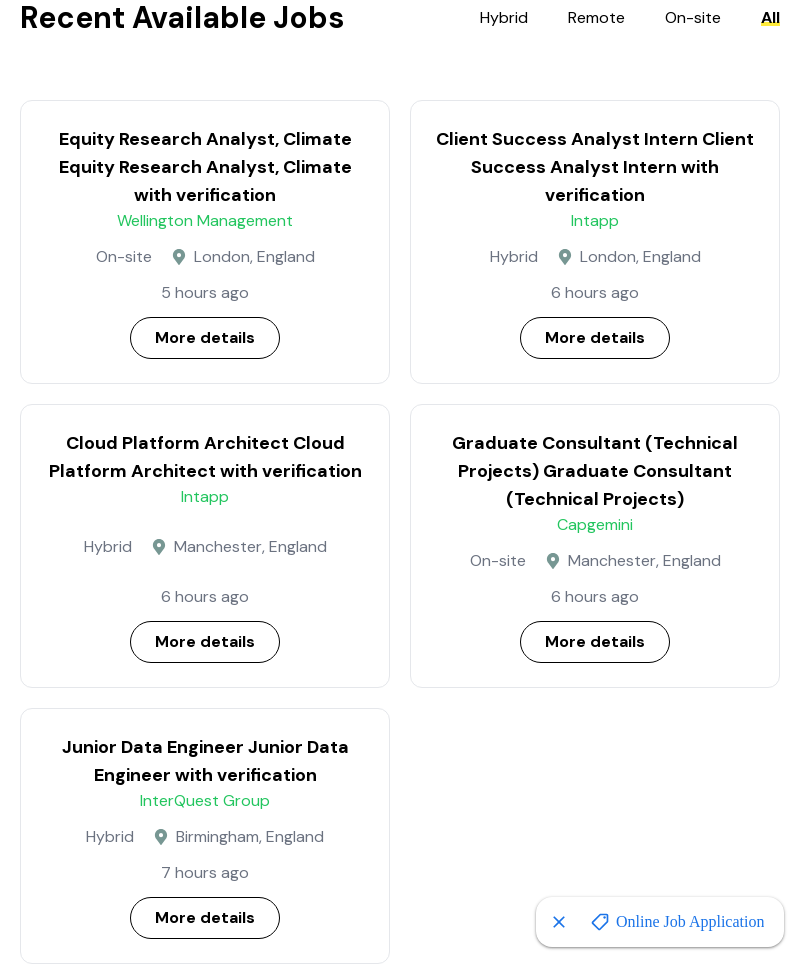 Recent Available Jobs
Hybrid Remote On-site All
Equity Research Analyst, Climate
Equity Research Analyst, Climate
with verification
Wellington Management
On-site London, England
5 hours ago
More details
Client Success Analyst Intern Client
Success Analyst Intern with
verification
Intapp
Hybrid London, England
6 hours ago
More details
Cloud Platform Architect Cloud
Platform Architect with verification
Intapp
Hybrid Manchester, England
6 hours ago
More details
Graduate Consultant (Technical
Projects) Graduate Consultant
(Technical Projects)
Capgemini
On-site Manchester, England
6 hours ago
More details
Junior Data Engineer Junior Data
Engineer with verification
InterQuest Group
Hybrid Birmingham, England
7 hours ago
More details
Online Job Application